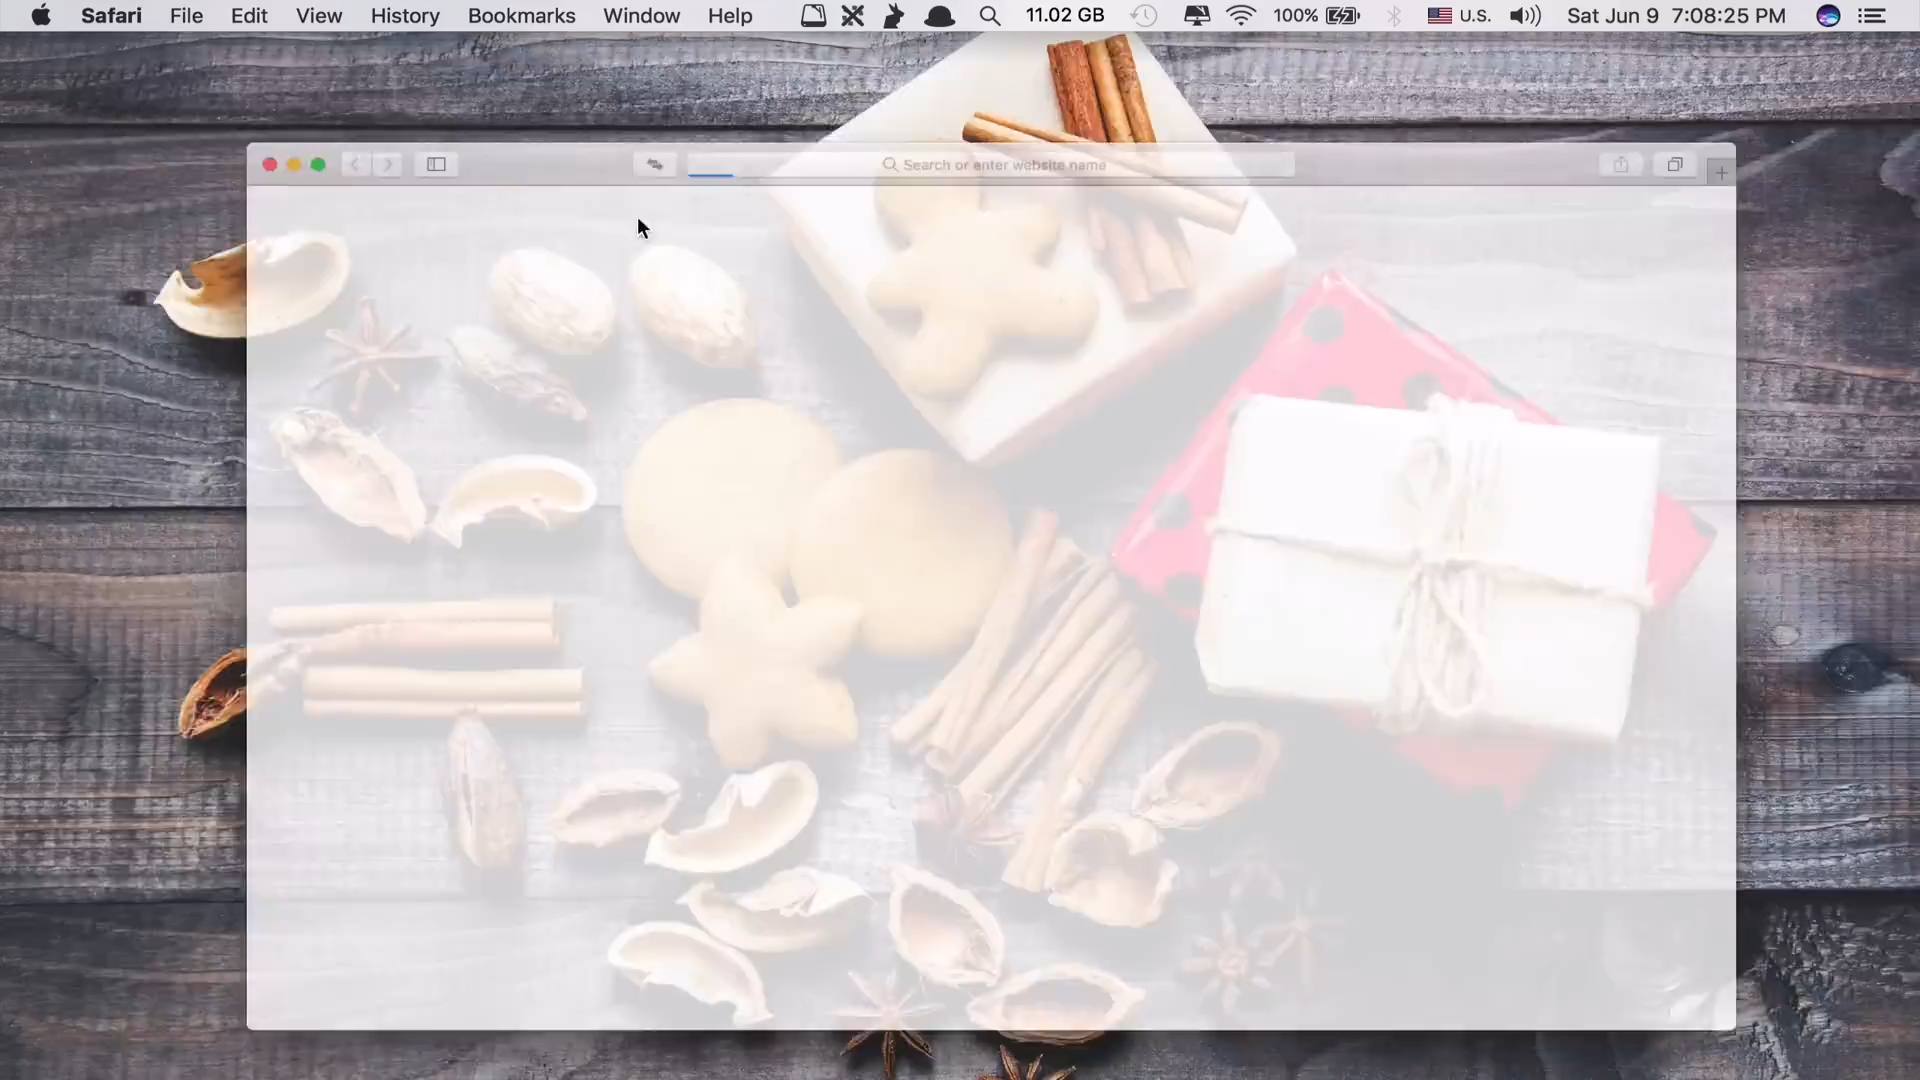 Safari File Edit View History Bookmarks Window Help 11.02 GB 100% U.S. Sat Jun 9 7:08:25 PM
Search or enter website name